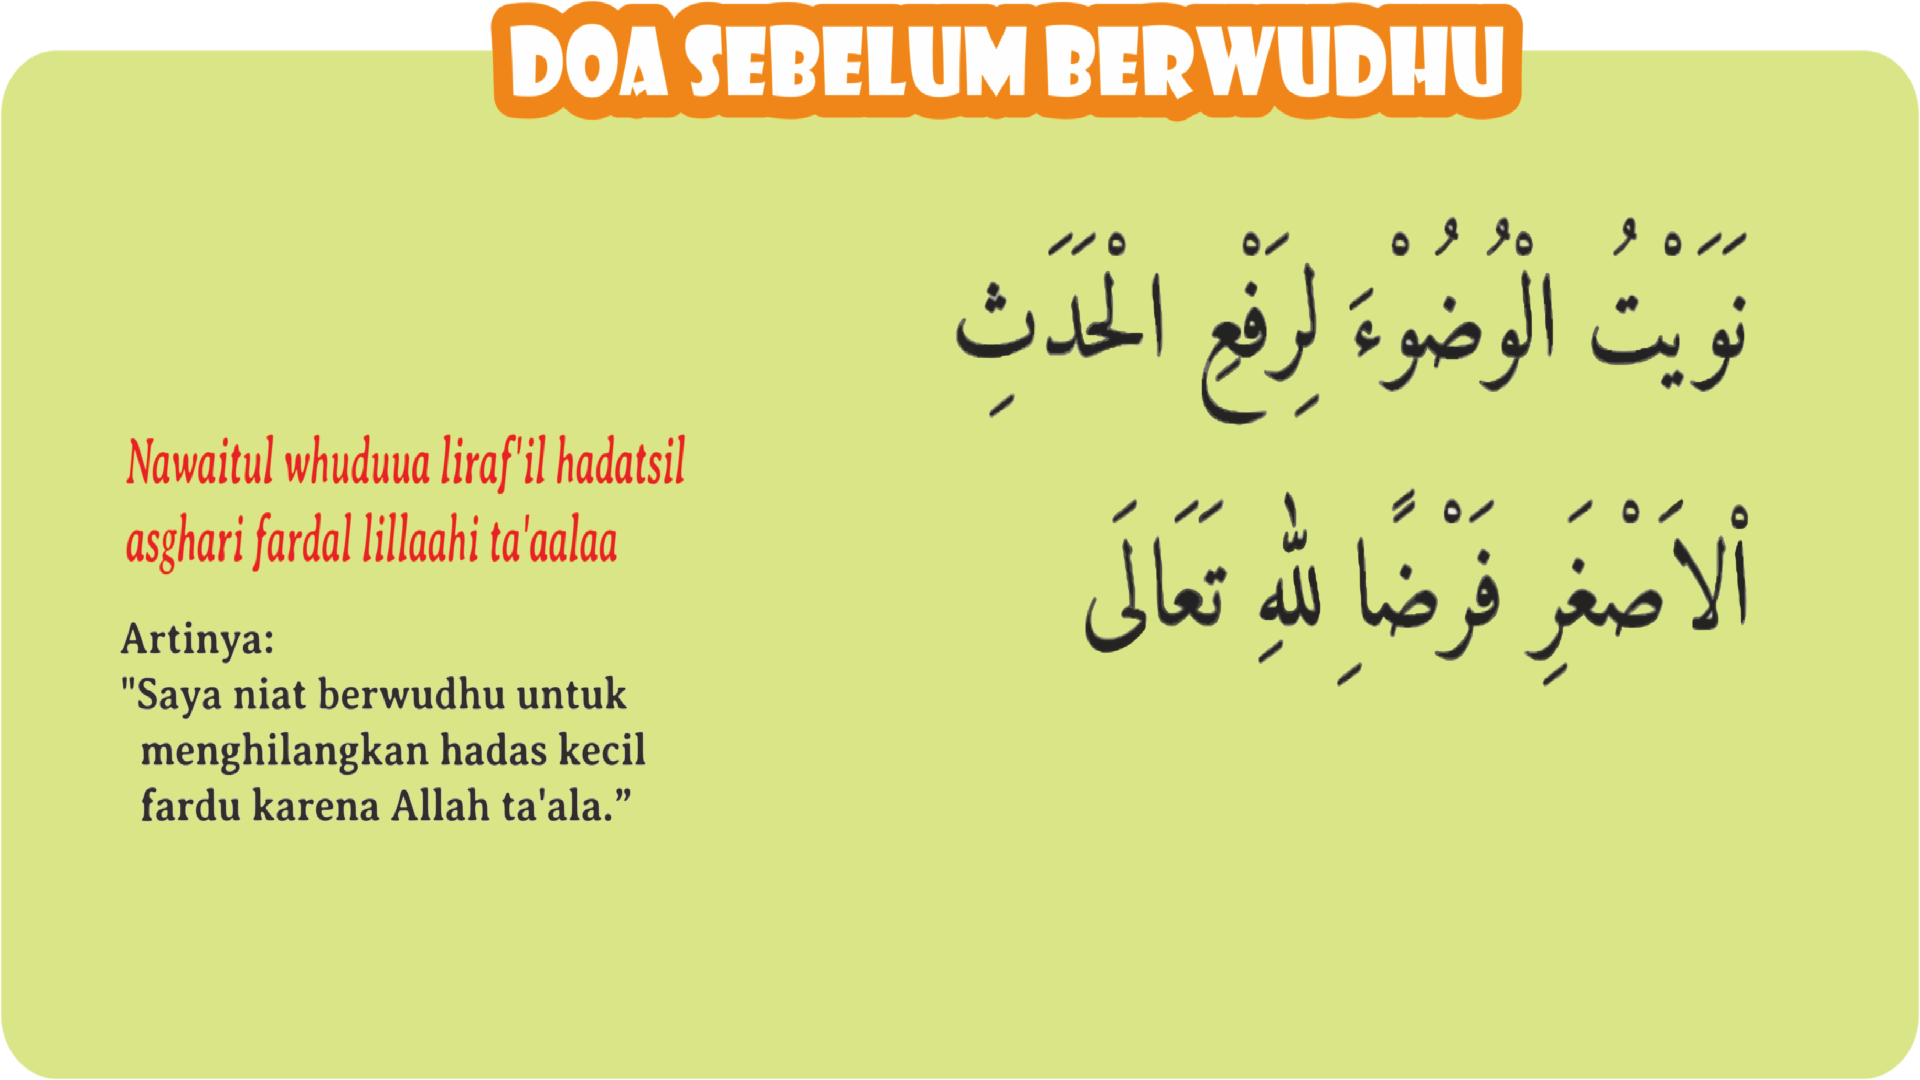 DOA SEBELUM BERWUDHU
نَوَيْتُ الْوُضُوْءَ لِرَفْعِ الْحَدَثِ
اْلاَصْغَرِ فَرْضًاِ لِلّٰهِ تَعَالَى
Nawaitul whuduua liraf'il hadatsil
asghari fardal lillaahi ta'aalaa
Artinya:
"Saya niat berwudhu untuk
menghilangkan hadas kecil
fardu karena Allah ta'ala.”